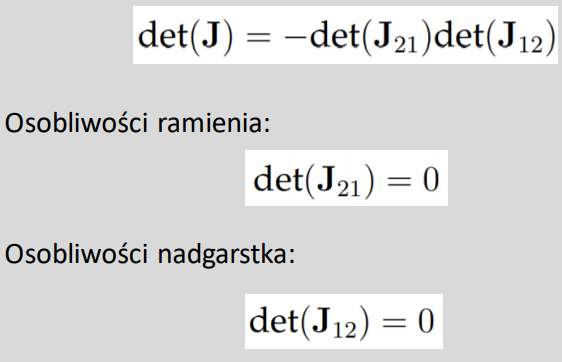 det(J) = −det(J₂₁)det(J₁₂)
Osobliwości ramienia:
det(J₂₁) = 0
Osobliwości nadgarstka:
det(J₁₂) = 0